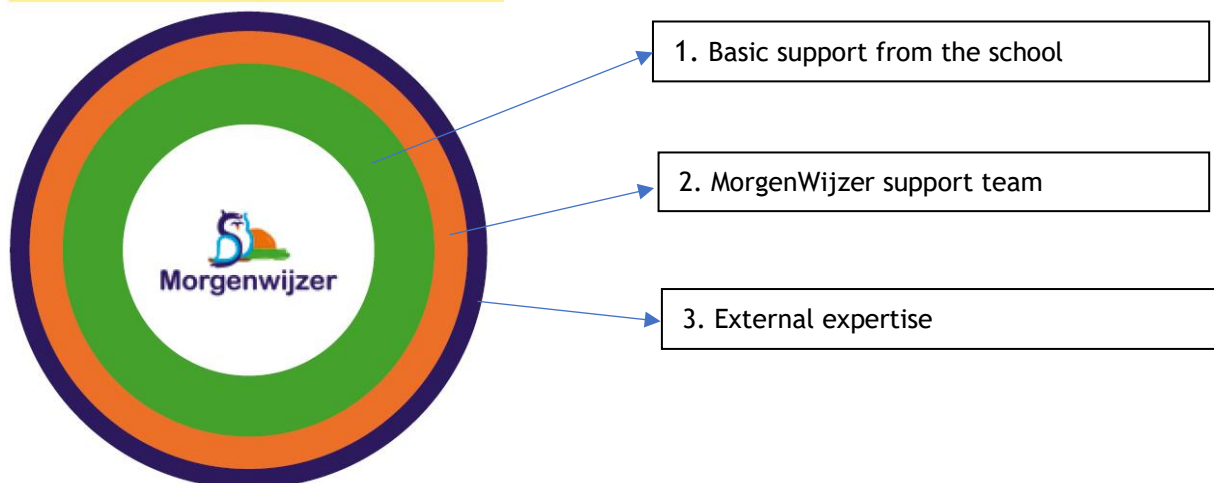 1. Basic support from the school
2. MorgenWijzer support team
Morgenwijzer
3. External expertise